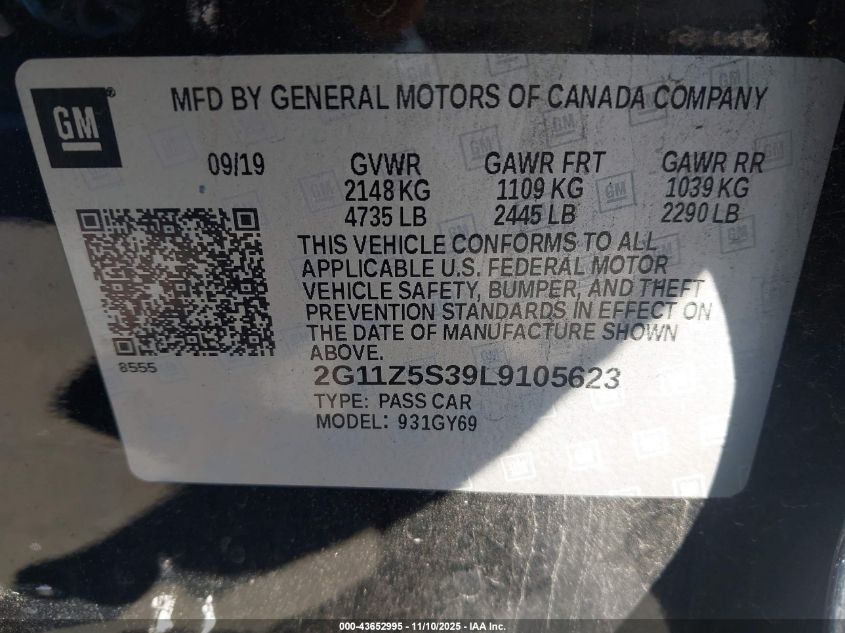 GM
MFD BY GENERAL MOTORS OF CANADA COMPANY
09/19 GVWR GAWR FRT GAWR RR
2148 KG 1109 KG 1039 KG
4735 LB 2445 LB 2290 LB
THIS VEHICLE CONFORMS TO ALL
APPLICABLE U.S. FEDERAL MOTOR
VEHICLE SAFETY, BUMPER, AND THEFT
PREVENTION STANDARDS IN EFFECT ON
THE DATE OF MANUFACTURE SHOWN
ABOVE.
8555
2G11Z5S39L9105623
TYPE: PASS CAR
MODEL: 931GY69
000-43652995 - 11/10/2025 - IAA Inc.